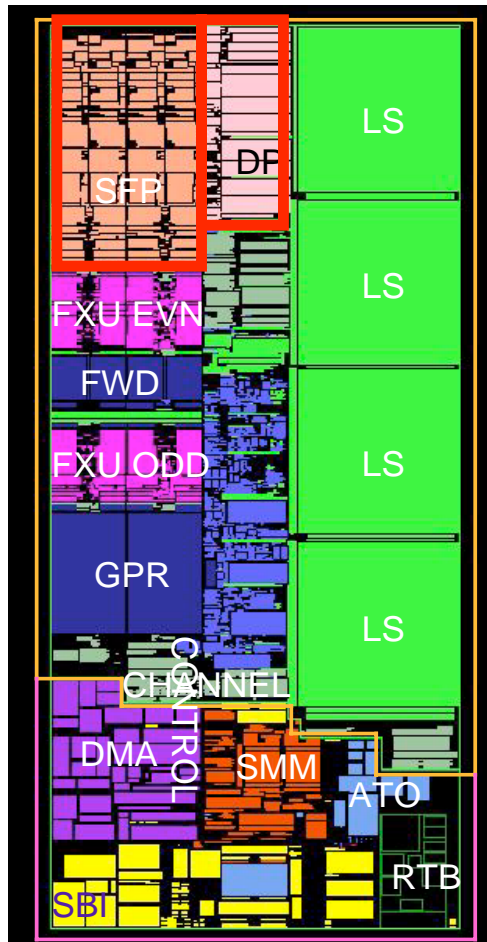 SFP
DP
LS
FXU EVN
LS
FWD
FXU ODD
LS
GPR
LS
CONTROL
CHANNEL
DMA
SMM
ATO
SBI
RTB